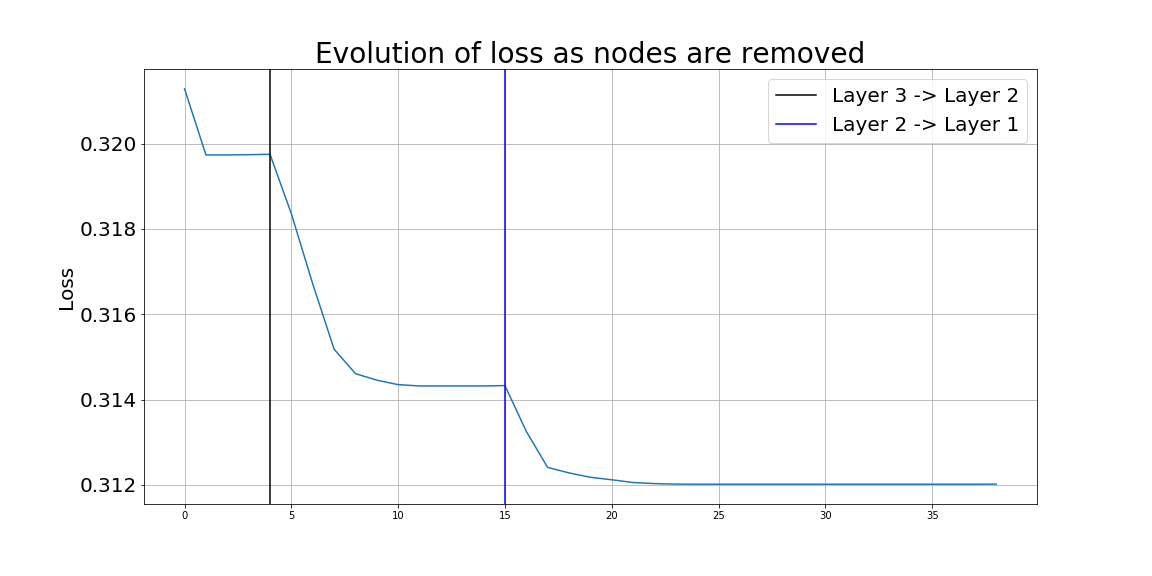 Evolution of loss as nodes are removed
Layer 3 -> Layer 2
Layer 2 -> Layer 1
Loss
0.320
0.318
0.316
0.314
0.312
0 5 10 15 20 25 30 35